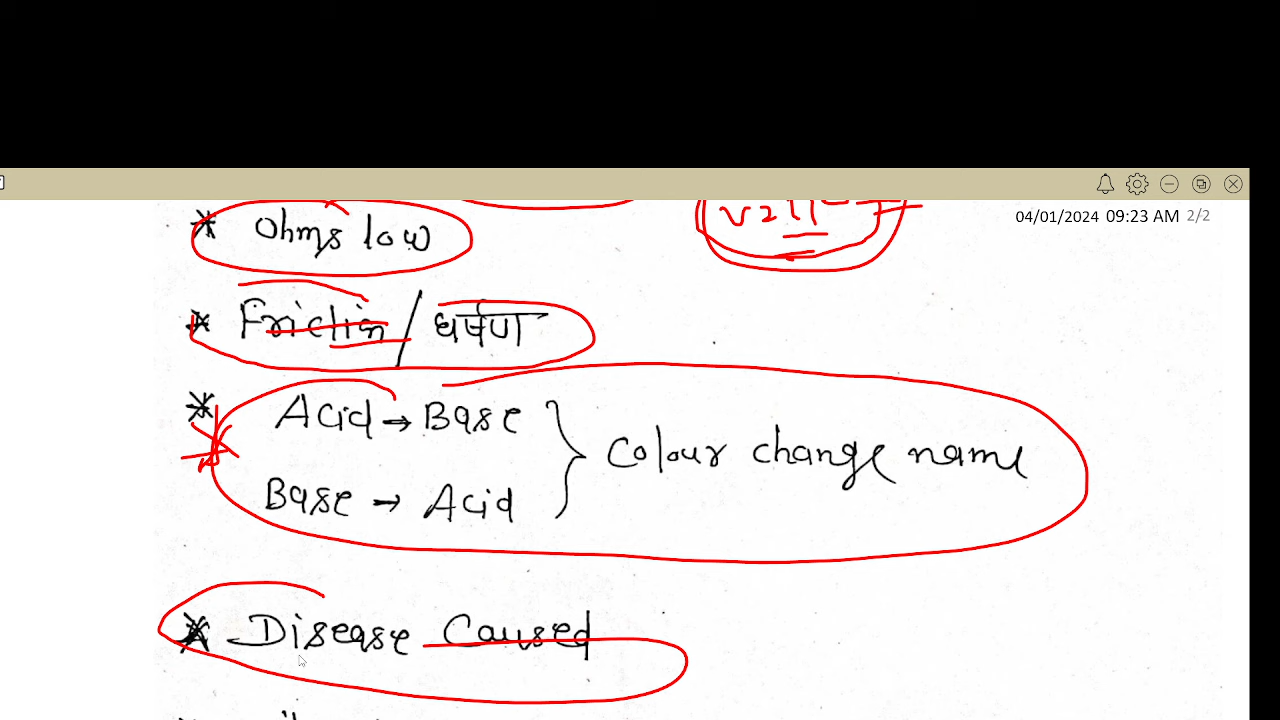 04/01/2024 09:23 AM 2/2
* Ohms low
* Friction / घर्षण
* Acid → Base
Base → Acid } Colour change name
* Disease Caused